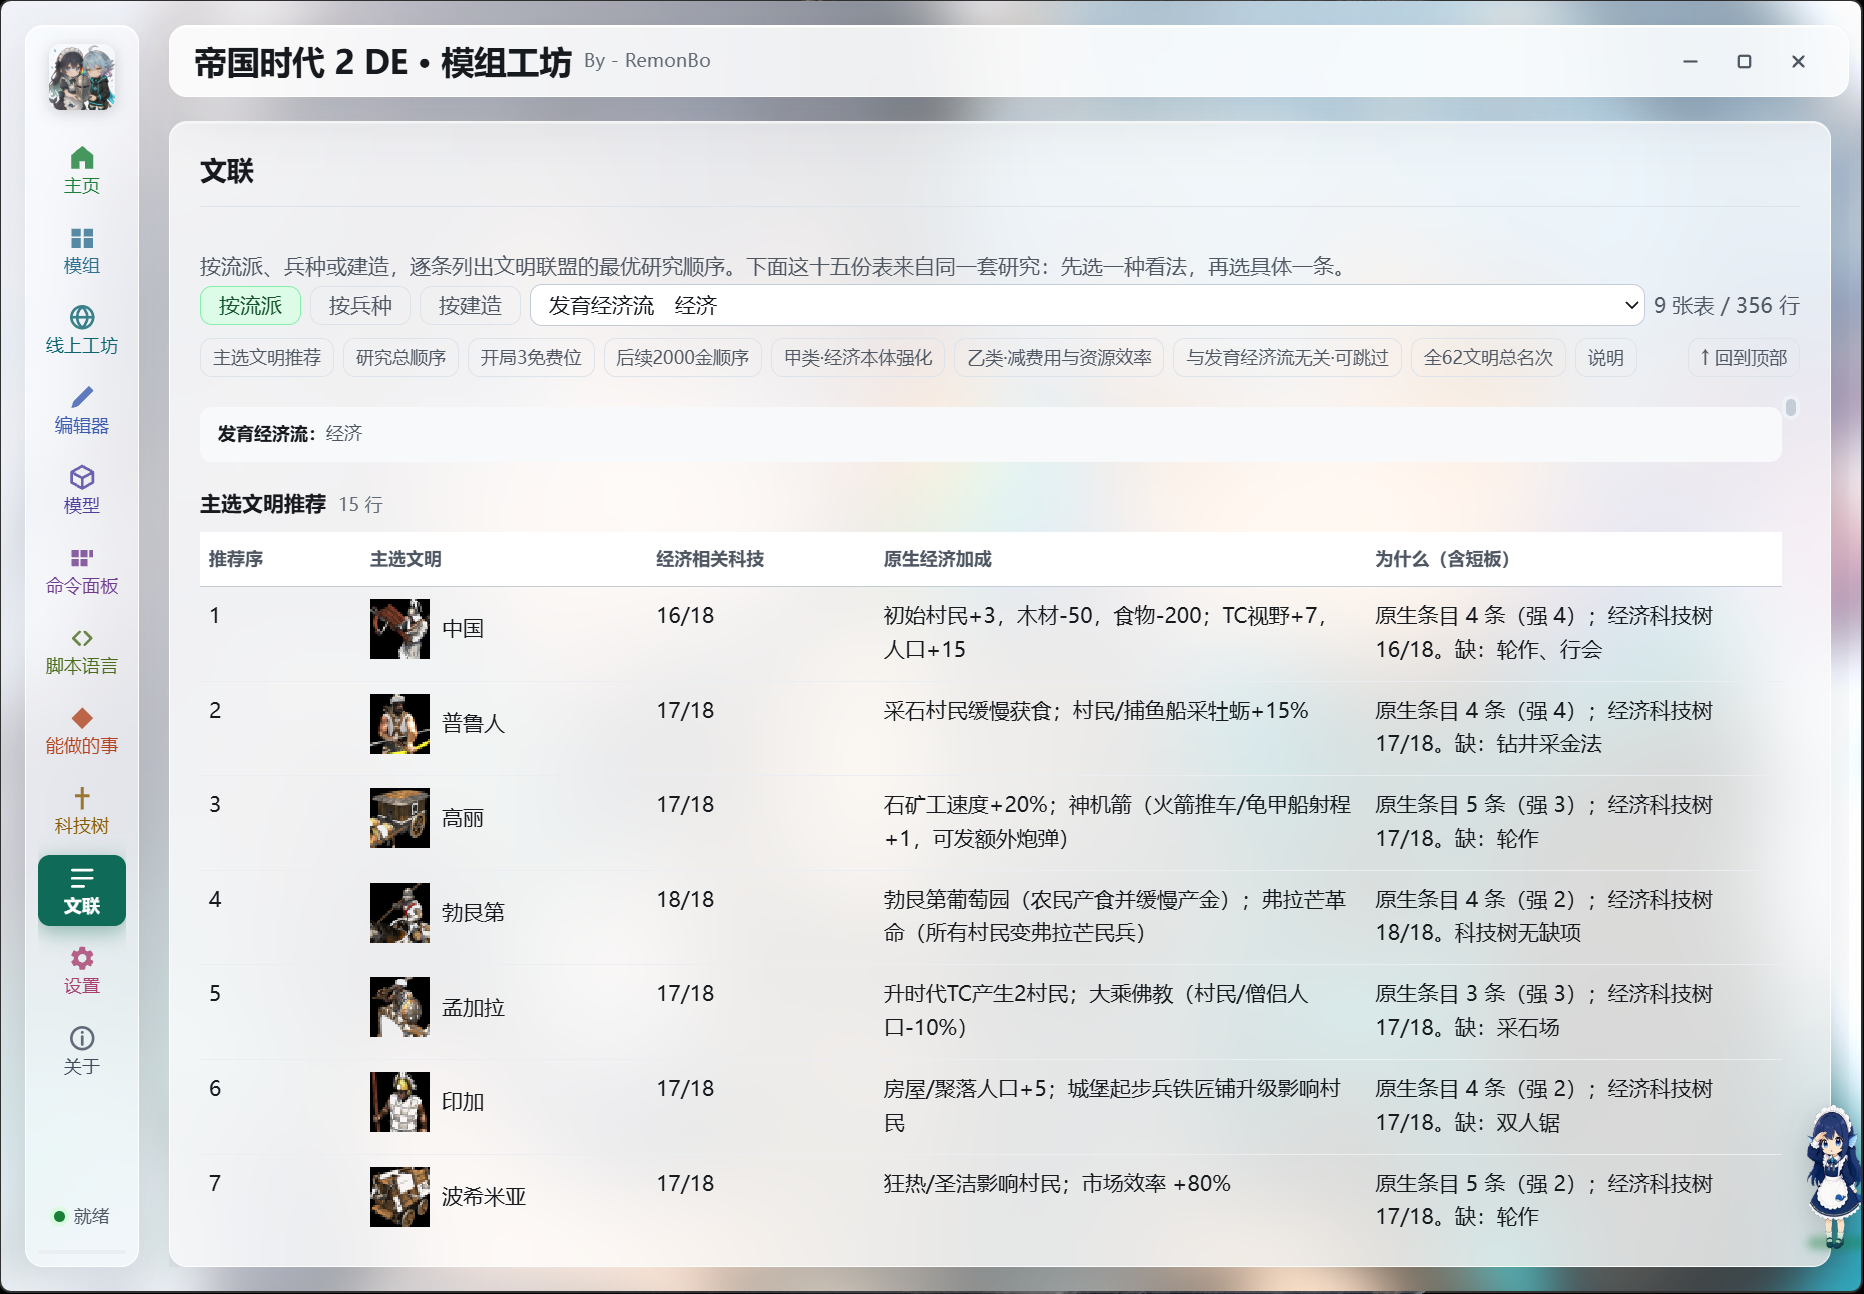 帝国时代 2 DE • 模组工坊 By - RemonBo
主页
模组
线上工坊
编辑器
模型
命令面板
脚本语言
能做的事
科技树
文联
设置
关于
就绪
文联
按流派、兵种或建造，逐条列出文明联盟的最优研究顺序。下面这十五份表来自同一套研究：先选一种看法，再选具体一条。
按流派 按兵种 按建造 发育经济流 经济 9 张表 / 356 行
主选文明推荐 研究总顺序 开局3免费位 后续2000金顺序 甲类·经济本体强化 乙类·减费用与资源效率 与发育经济流无关·可跳过 全62文明总名次 说明 ↑回到顶部
发育经济流：经济
主选文明推荐 15 行
推荐序 主选文明 经济相关科技 原生经济加成 为什么（含短板）
1 中国 16/18 初始村民+3，木材-50，食物-200；TC视野+7，
人口+15
原生条目 4 条（强 4）；经济科技树
16/18。缺：轮作、行会
2 普鲁人 17/18 采石村民缓慢获食；村民/捕鱼船采牡蛎+15%
原生条目 4 条（强 4）；经济科技树
17/18。缺：钻井采金法
3 高丽 17/18 石矿工速度+20%；神机箭（火箭推车/龟甲船射程
+1，可发额外炮弹）
原生条目 5 条（强 3）；经济科技树
17/18。缺：轮作
4 勃艮第 18/18 勃艮第葡萄园（农民产食并缓慢产金）；弗拉芒革
命（所有村民变弗拉芒民兵）
原生条目 4 条（强 2）；经济科技树
18/18。科技树无缺项
5 孟加拉 17/18 升时代TC产生2村民；大乘佛教（村民/僧侣人
口-10%）
原生条目 3 条（强 3）；经济科技树
17/18。缺：采石场
6 印加 17/18 房屋/聚落人口+5；城堡起步兵铁匠铺升级影响村
民
原生条目 4 条（强 2）；经济科技树
17/18。缺：双人锯
7 波希米亚 17/18 狂热/圣洁影响村民；市场效率 +80%
原生条目 5 条（强 2）；经济科技树
17/18。缺：轮作